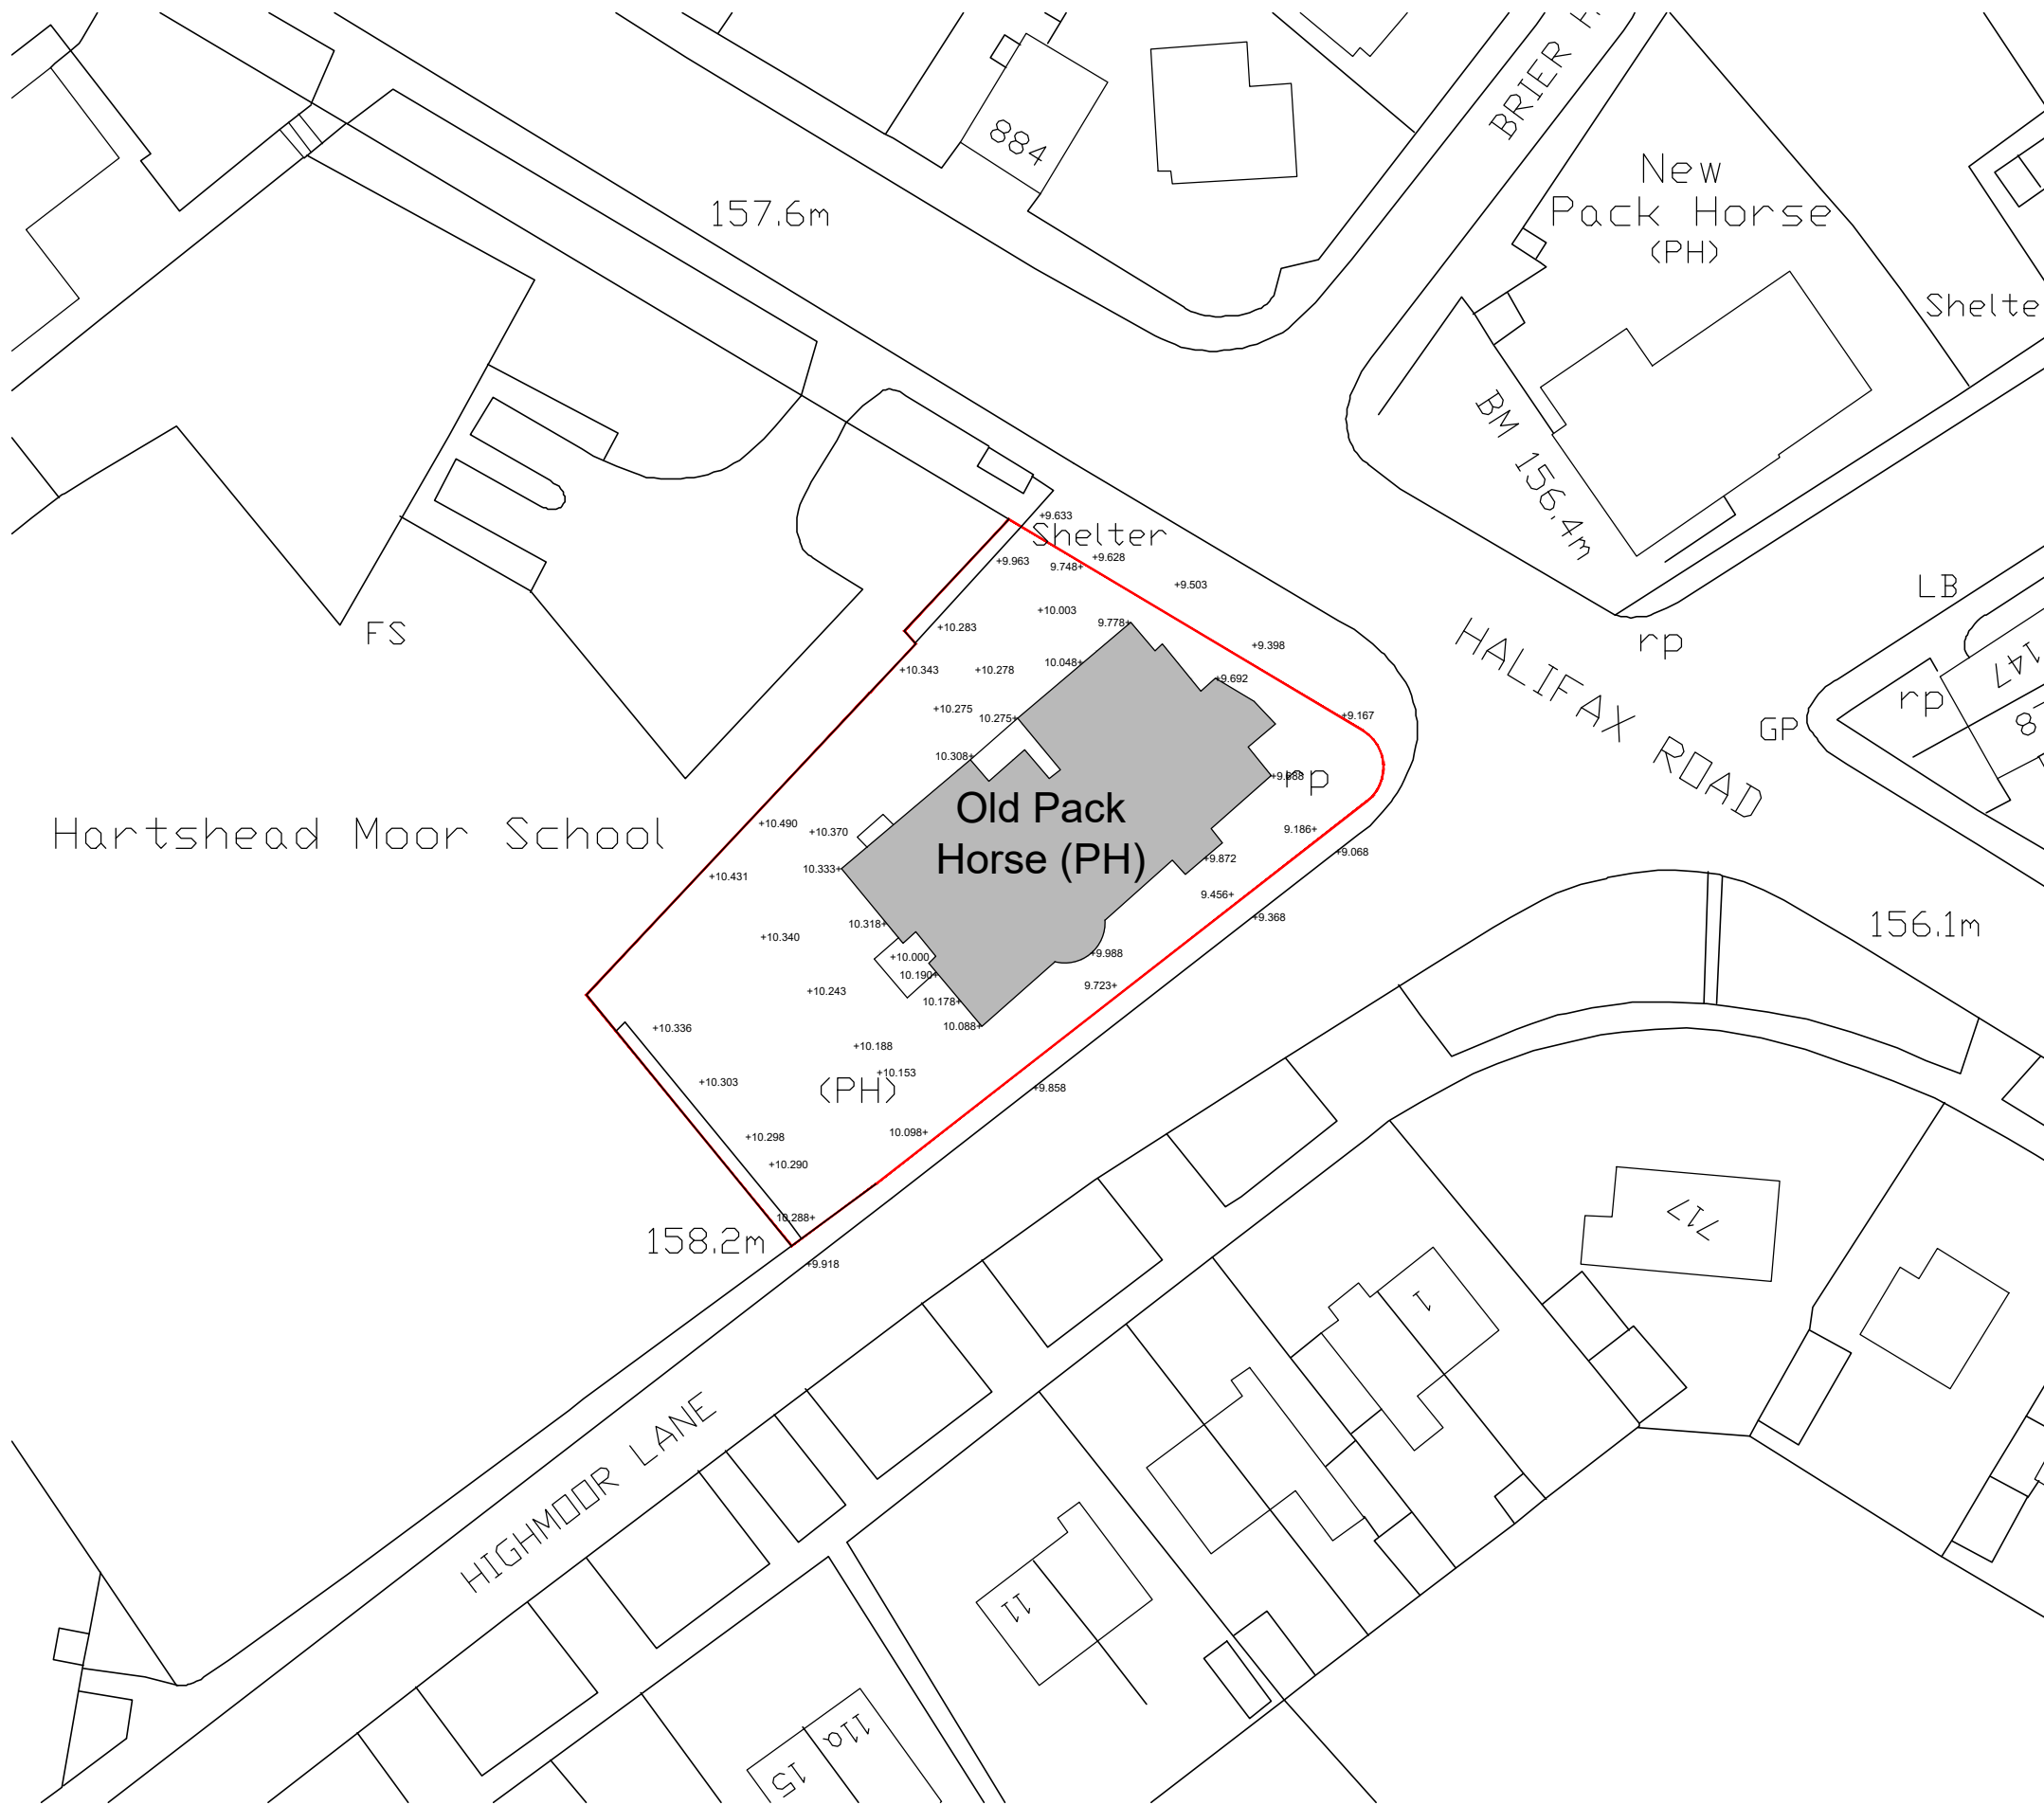 BRIER
884
New
Pack Horse
(PH)
157.6m
Shelte
BM 156.4m
+9.633
Shelter
+9.963
9.748+
+9.628
+9.503
LB
+10.003
9.778+
+10.283
FS
HALIFAX ROAD
rp
+9.398
147
+10.343
+10.278
10.048+
+9.692
rp
+10.275
10.275+
+9.167
GP
8
10.308+
rp
Old Pack
Horse (PH)
Hartshead Moor School
+10.490
+10.370
9.186+
+9.068
10.333+
+9.872
+10.431
9.456+
+9.368
10.318+
156.1m
+10.340
+9.988
+10.000
10.190+
9.723+
+10.243
10.178+
10.088+
+10.336
+10.188
+10.153
+10.303
(PH)
+9.858
10.098+
+10.298
+10.290
717
10.288+
158.2m
+9.918
1
HIGHMOOR LANE
11
11a
15